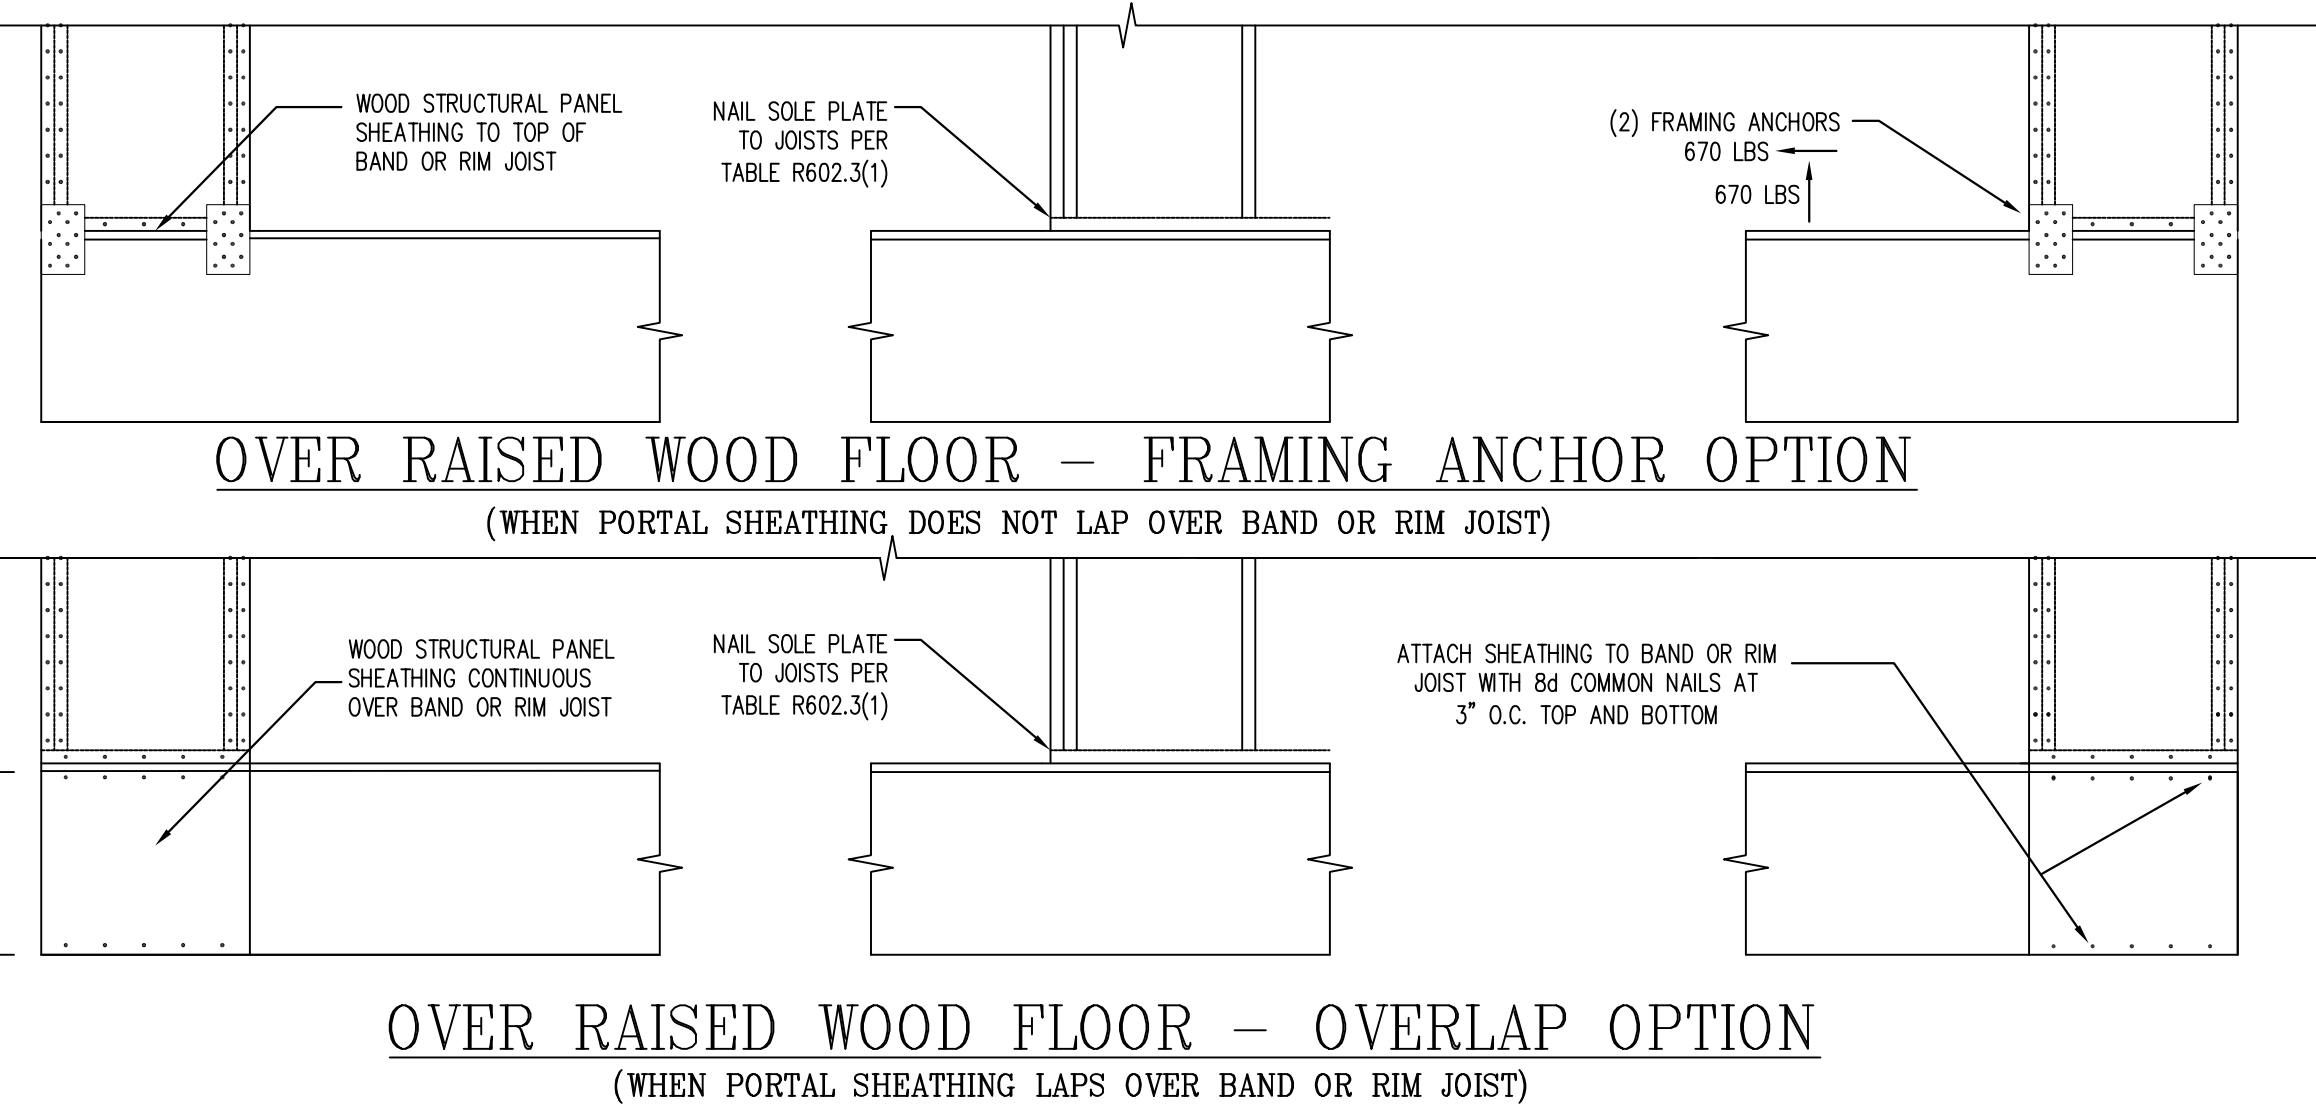 WOOD STRUCTURAL PANEL
SHEATHING TO TOP OF
BAND OR RIM JOIST
NAIL SOLE PLATE
TO JOISTS PER
TABLE R602.3(1)
(2) FRAMING ANCHORS
670 LBS
670 LBS
OVER RAISED WOOD FLOOR – FRAMING ANCHOR OPTION
(WHEN PORTAL SHEATHING DOES NOT LAP OVER BAND OR RIM JOIST)
WOOD STRUCTURAL PANEL
SHEATHING CONTINUOUS
OVER BAND OR RIM JOIST
NAIL SOLE PLATE
TO JOISTS PER
TABLE R602.3(1)
ATTACH SHEATHING TO BAND OR RIM
JOIST WITH 8d COMMON NAILS AT
3" O.C. TOP AND BOTTOM
OVER RAISED WOOD FLOOR – OVERLAP OPTION
(WHEN PORTAL SHEATHING LAPS OVER BAND OR RIM JOIST)